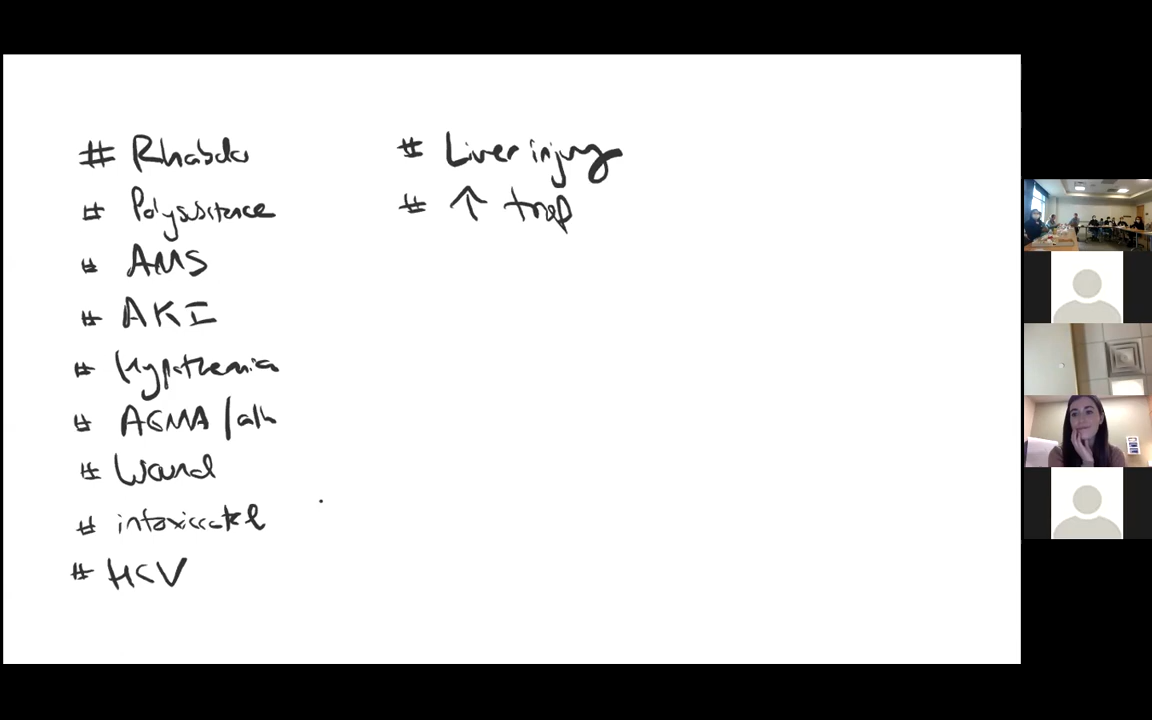 # Rhabdo
# Polysubstance
# AMS
# AKI
# Hypothermia
# AGMA/alk
# Wound
# intoxicated
# HCV
# Liver injury
# ↑ trop